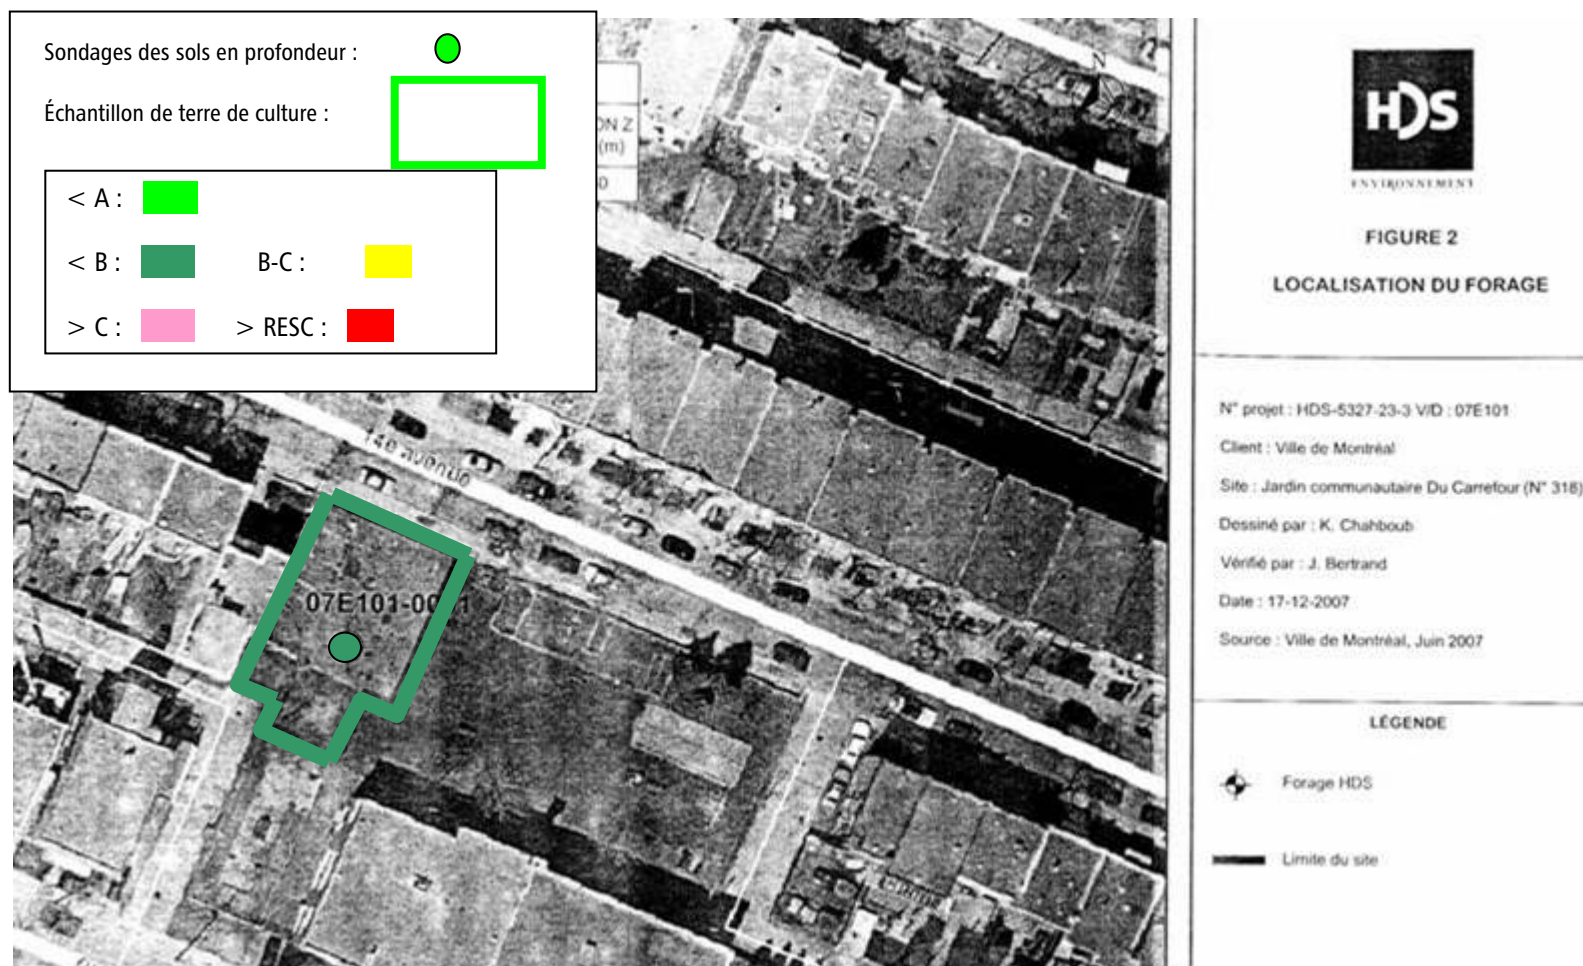 Sondages des sols en profondeur :
Échantillon de terre de culture :
< A :
< B : B-C :
> C : > RESC :
N Z
(m)
0
N
14e avenue
07E101-0001
HDS
ENVIRONNEMENT
FIGURE 2
LOCALISATION DU FORAGE
N° projet : HDS-5327-23-3 V/D : 07E101
Client : Ville de Montréal
Site : Jardin communautaire Du Carrefour (N° 318)
Dessiné par : K. Chahboub
Vérifié par : J. Bertrand
Date : 17-12-2007
Source : Ville de Montréal, Juin 2007
LÉGENDE
Forage HDS
Limite du site